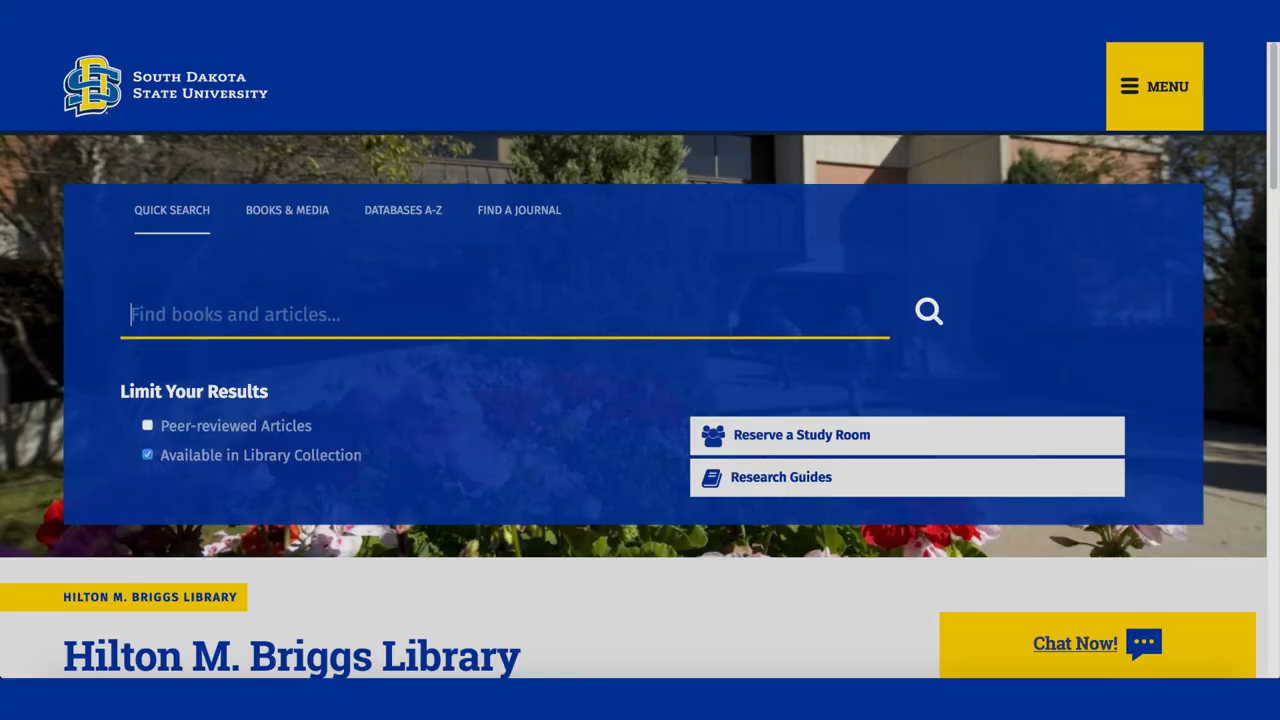 South Dakota
State University
MENU
QUICK SEARCH
BOOKS & MEDIA
DATABASES A-Z
FIND A JOURNAL
Find books and articles...
Limit Your Results
Peer-reviewed Articles
Available in Library Collection
Reserve a Study Room
Research Guides
HILTON M. BRIGGS LIBRARY
Hilton M. Briggs Library
Chat Now!